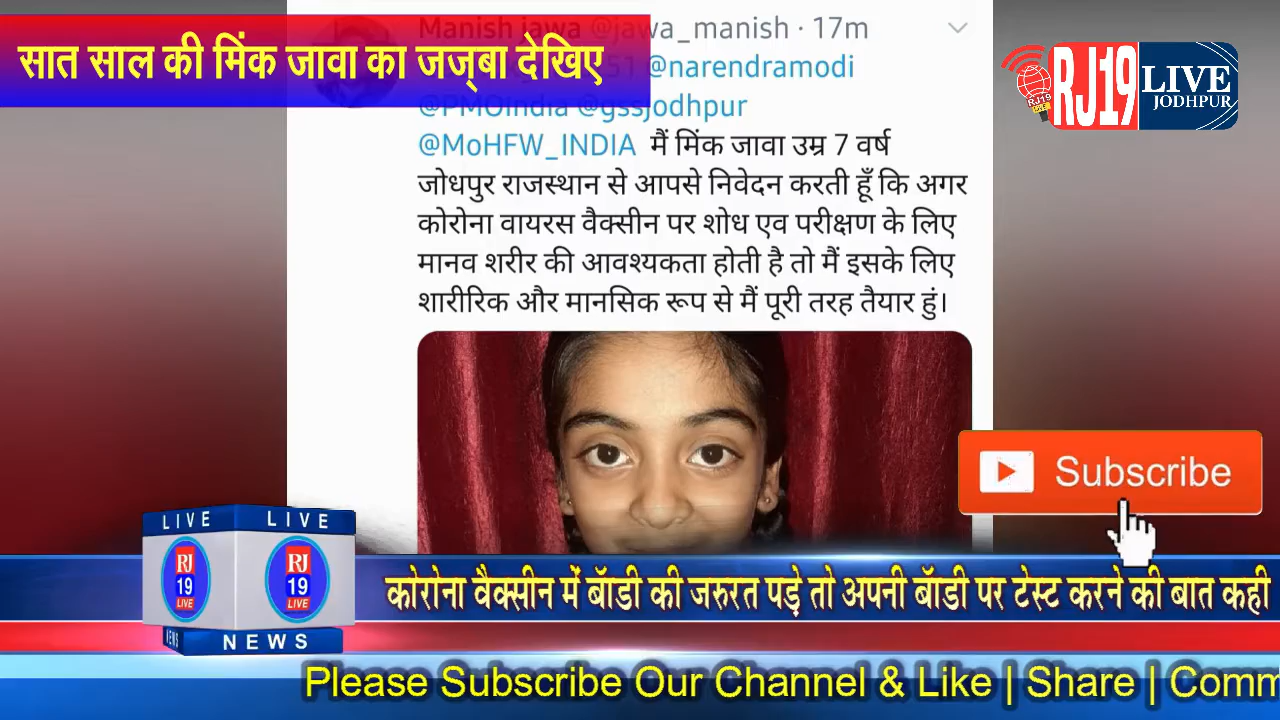 Manish jawa @jawa_manish · 17m
सात साल की मिंक जावा का जज्बा देखिए
@narendramodi
@PMOIndia @gssjodhpur
@MoHFW_INDIA मैं मिंक जावा उम्र 7 वर्ष
जोधपुर राजस्थान से आपसे निवेदन करती हूँ कि अगर
कोरोना वायरस वैक्सीन पर शोध एव परीक्षण के लिए
मानव शरीर की आवश्यकता होती है तो मैं इसके लिए
शारीरिक और मानसिक रूप से मैं पूरी तरह तैयार हुं।
RJ19 LIVE
JODHPUR
RJ19
LIVE
Subscribe
LIVE LIVE
RJ RJ
19 19
LIVE LIVE
NEWS NEWS
कोरोना वैक्सीन में बॉडी की जरुरत पड़े तो अपनी बॉडी पर टेस्ट करने की बात कही
Please Subscribe Our Channel & Like | Share | Comm